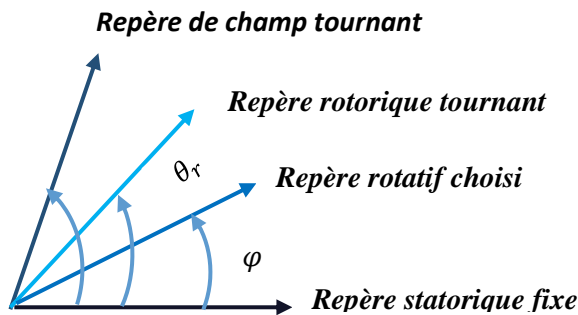 Repère de champ tournant
Repère rotorique tournant
θr
Repère rotatif choisi
φ
Repère statorique fixe